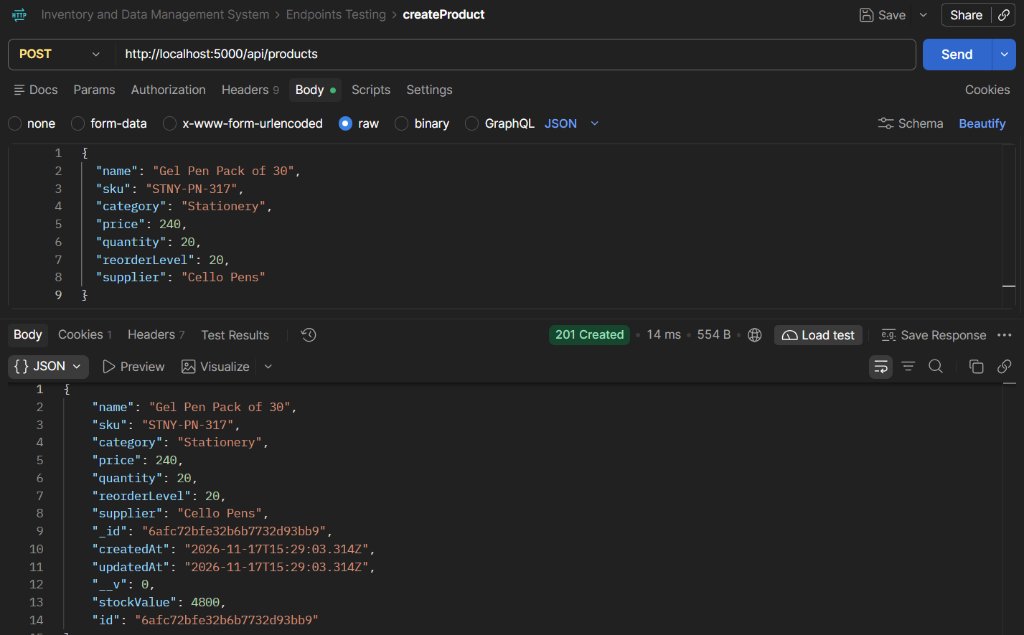 HTTP Inventory and Data Management System > Endpoints Testing > createProduct Save Share
POST http://localhost:5000/api/products Send
Docs Params Authorization Headers 9 Body Scripts Settings Cookies
none form-data x-www-form-urlencoded raw binary GraphQL JSON Schema Beautify
1 {
2 "name": "Gel Pen Pack of 30",
3 "sku": "STNY-PN-317",
4 "category": "Stationery",
5 "price": 240,
6 "quantity": 20,
7 "reorderLevel": 20,
8 "supplier": "Cello Pens"
9 }
Body Cookies 1 Headers 7 Test Results 201 Created • 14 ms • 554 B • Load test e.g. Save Response
{} JSON Preview Visualize
1 {
2 "name": "Gel Pen Pack of 30",
3 "sku": "STNY-PN-317",
4 "category": "Stationery",
5 "price": 240,
6 "quantity": 20,
7 "reorderLevel": 20,
8 "supplier": "Cello Pens",
9 "_id": "6afc72bfe32b6b7732d93bb9",
10 "createdAt": "2026-11-17T15:29:03.314Z",
11 "updatedAt": "2026-11-17T15:29:03.314Z",
12 "__v": 0,
13 "stockValue": 4800,
14 "id": "6afc72bfe32b6b7732d93bb9"